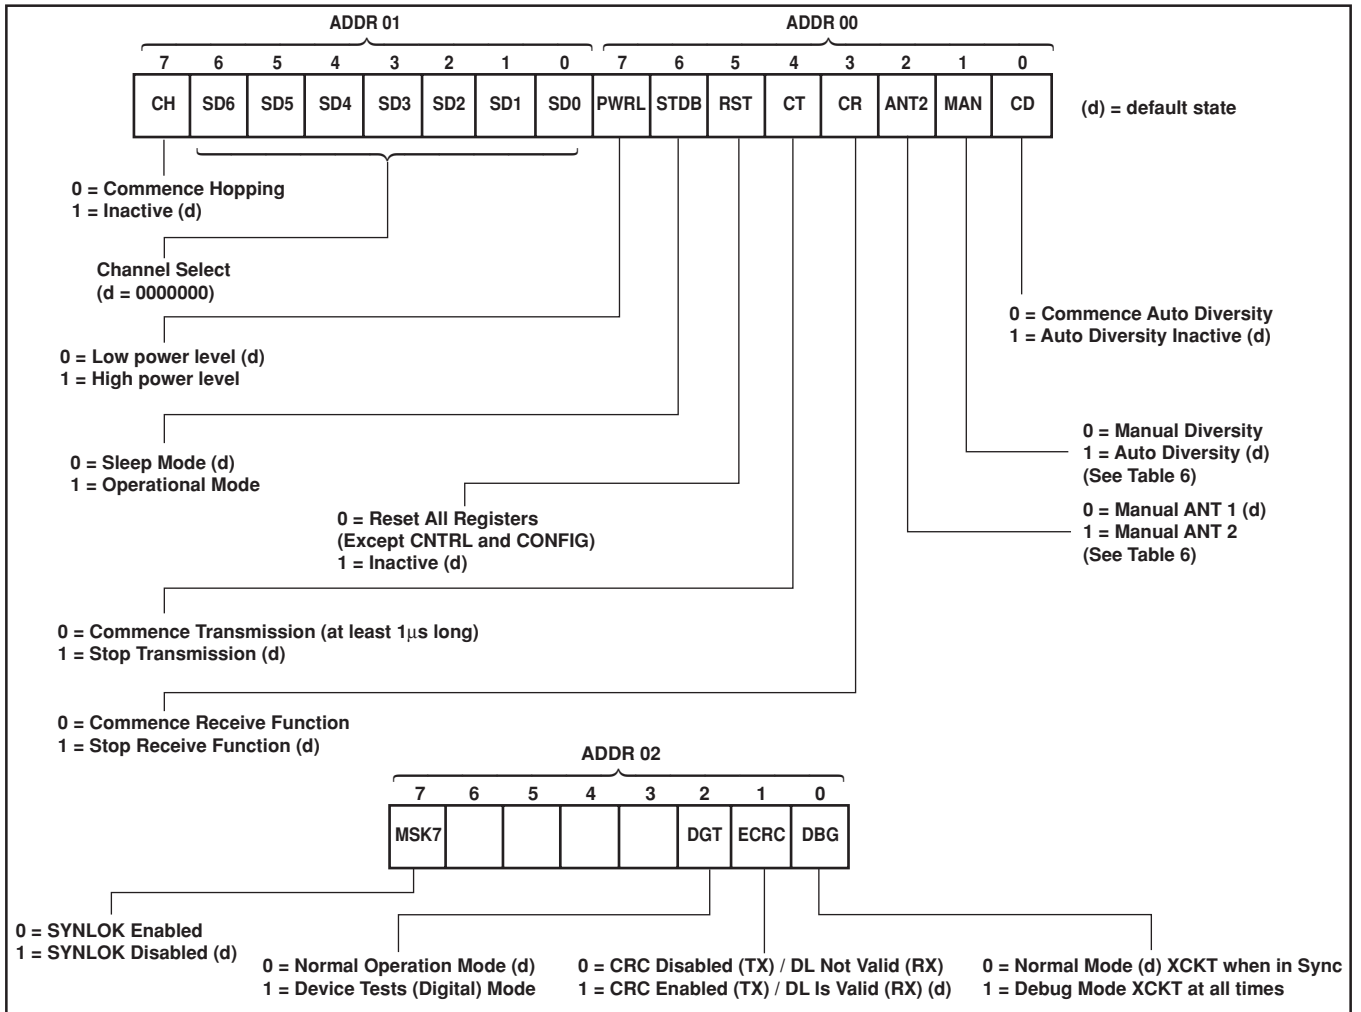 ADDR 01 ADDR 00
7 6 5 4 3 2 1 0 7 6 5 4 3 2 1 0
CH SD6 SD5 SD4 SD3 SD2 SD1 SD0 PWRL STDB RST CT CR ANT2 MAN CD
(d) = default state
0 = Commence Hopping
1 = Inactive (d)
Channel Select
(d = 0000000)
0 = Low power level (d)
1 = High power level
0 = Sleep Mode (d)
1 = Operational Mode
0 = Reset All Registers
(Except CNTRL and CONFIG)
1 = Inactive (d)
0 = Commence Transmission (at least 1μs long)
1 = Stop Transmission (d)
0 = Commence Receive Function
1 = Stop Receive Function (d)
0 = Commence Auto Diversity
1 = Auto Diversity Inactive (d)
0 = Manual Diversity
1 = Auto Diversity (d)
(See Table 6)
0 = Manual ANT 1 (d)
1 = Manual ANT 2
(See Table 6)
ADDR 02
7 6 5 4 3 2 1 0
MSK7 DGT ECRC DBG
0 = SYNLOK Enabled
1 = SYNLOK Disabled (d)
0 = Normal Operation Mode (d)
1 = Device Tests (Digital) Mode
0 = CRC Disabled (TX) / DL Not Valid (RX)
1 = CRC Enabled (TX) / DL Is Valid (RX) (d)
0 = Normal Mode (d) XCKT when in Sync
1 = Debug Mode XCKT at all times